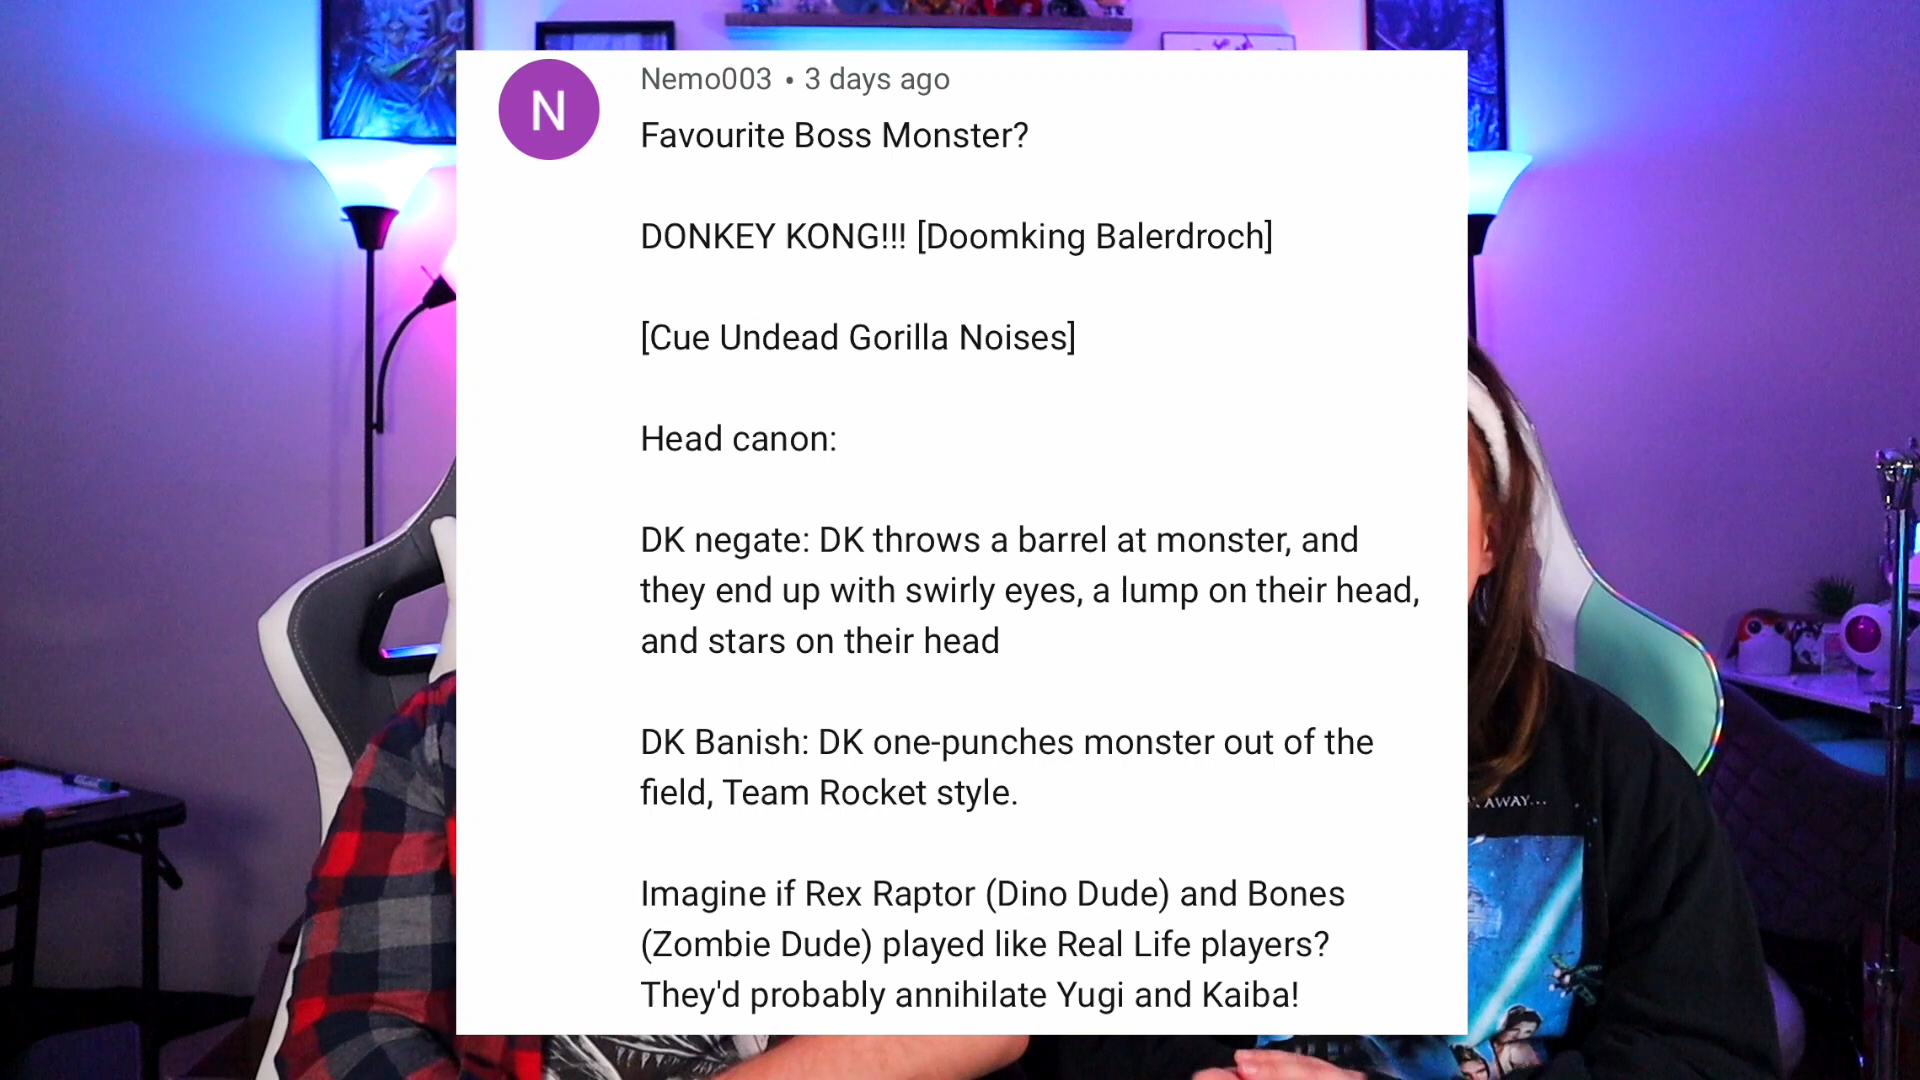 N
Nemo003 • 3 days ago
Favourite Boss Monster?
DONKEY KONG!!! [Doomking Balerdroch]
[Cue Undead Gorilla Noises]
Head canon:
DK negate: DK throws a barrel at monster, and
they end up with swirly eyes, a lump on their head,
and stars on their head
DK Banish: DK one-punches monster out of the
field, Team Rocket style.
Imagine if Rex Raptor (Dino Dude) and Bones
(Zombie Dude) played like Real Life players?
They'd probably annihilate Yugi and Kaiba!
AWAY...